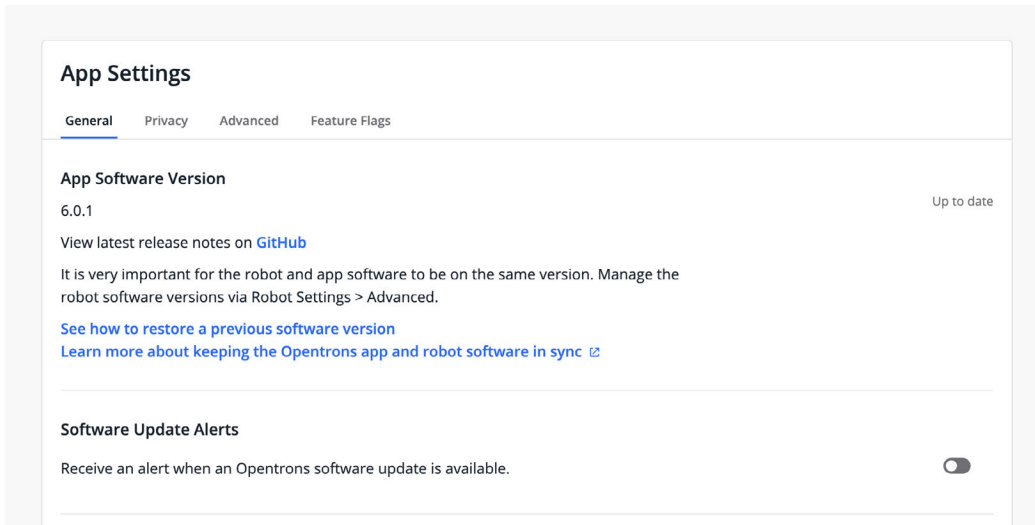 App Settings
General Privacy Advanced Feature Flags
App Software Version
6.0.1
Up to date
View latest release notes on GitHub
It is very important for the robot and app software to be on the same version. Manage the
robot software versions via Robot Settings > Advanced.
See how to restore a previous software version
Learn more about keeping the Opentrons app and robot software in sync
Software Update Alerts
Receive an alert when an Opentrons software update is available.